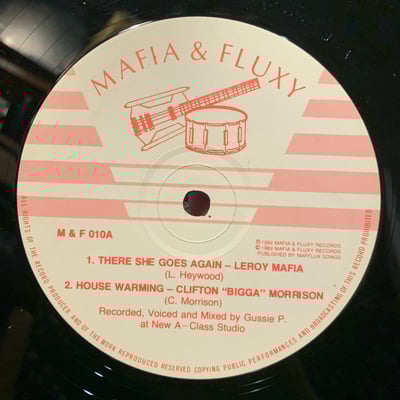 MAFIA & FLUXY
M & F 010A
℗ 1989 MAFIA & FLUXY RECORDS
© 1989 MAFIA & FLUXY RECORDS
PUBLISHED BY MAFFLUX SONGS
1. THERE SHE GOES AGAIN – LEROY MAFIA
(L. Heywood)
2. HOUSE WARMING – CLIFTON "BIGGA" MORRISON
(C. Morrison)
Recorded, Voiced and Mixed by Gussie P.
at New A–Class Studio
ALL RIGHTS OF THE RECORD PRODUCER AND OF THE WORK REPRODUCED RESERVED COPYING PUBLIC PERFORMANCES AND BROADCASTING OF THIS RECORD PROHIBITED